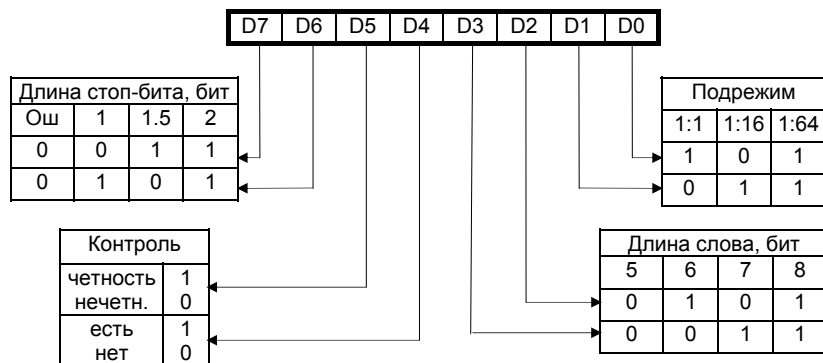 D7 D6 D5 D4 D3 D2 D1 D0
Длина стоп-бита, бит
Ош 1 1.5 2
0 0 1 1
0 1 0 1
Подрежим
1:1 1:16 1:64
1 0 1
0 1 1
Контроль
четность 1
нечетн. 0
есть 1
нет 0
Длина слова, бит
5 6 7 8
0 1 0 1
0 0 1 1